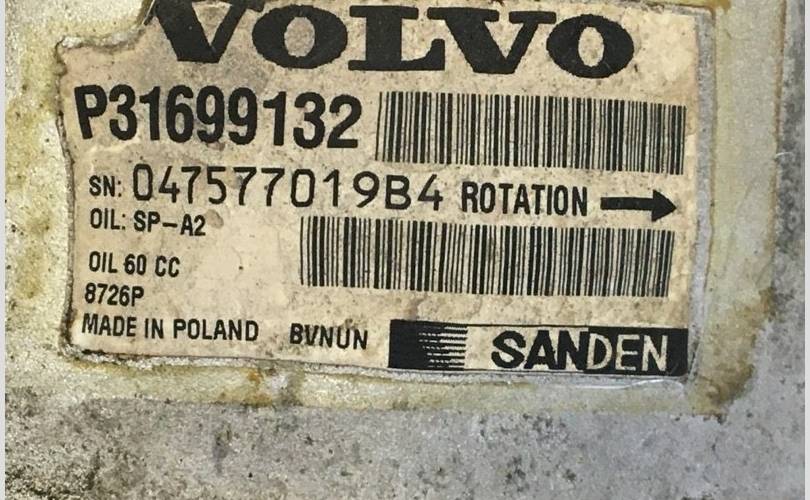 VOLVO
P31699132
SN: 047577019B4 ROTATION
OIL: SP-A2
OIL 60 CC
8726P
MADE IN POLAND BVNUN SANDEN